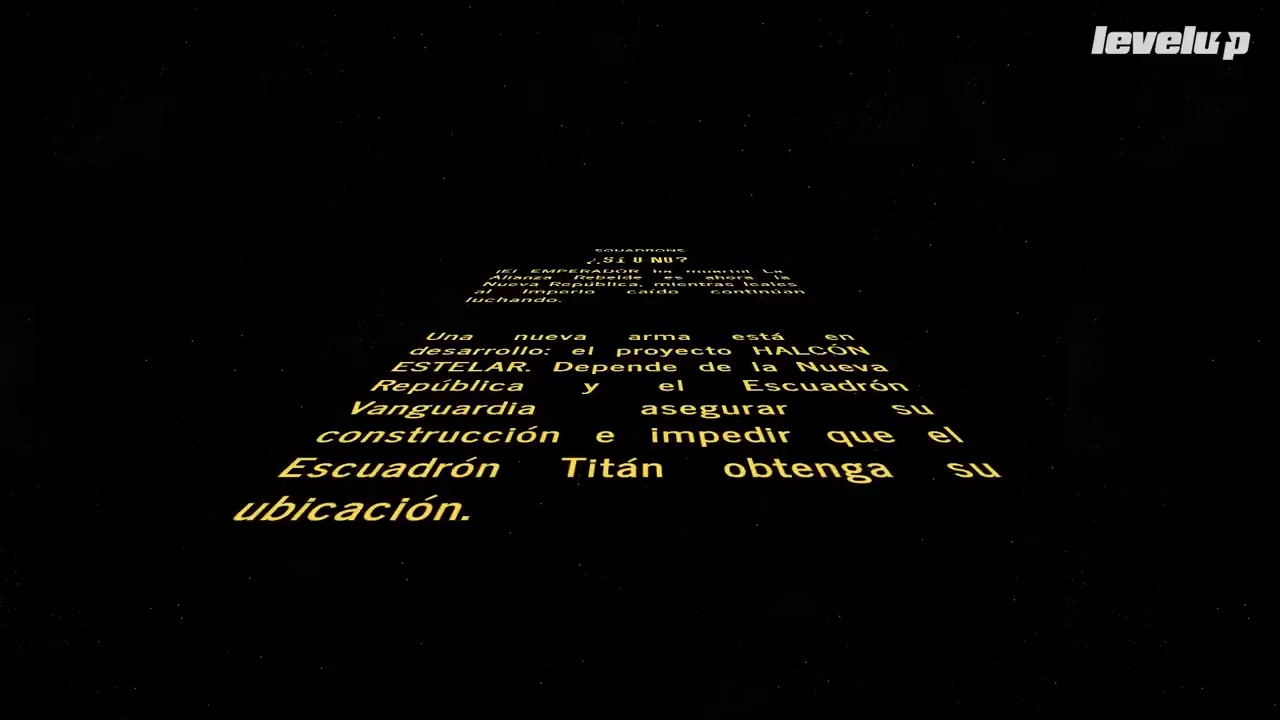 levelup
SQUADRONS
¿SÍ O NO?
¡El EMPERADOR ha muerto! La
Alianza Rebelde es ahora la
Nueva República, mientras leales
al Imperio caído continúan
luchando.
Una nueva arma está en
desarrollo: el proyecto HALCÓN
ESTELAR. Depende de la Nueva
República y el Escuadrón
Vanguardia asegurar su
construcción e impedir que el
Escuadrón Titán obtenga su
ubicación.